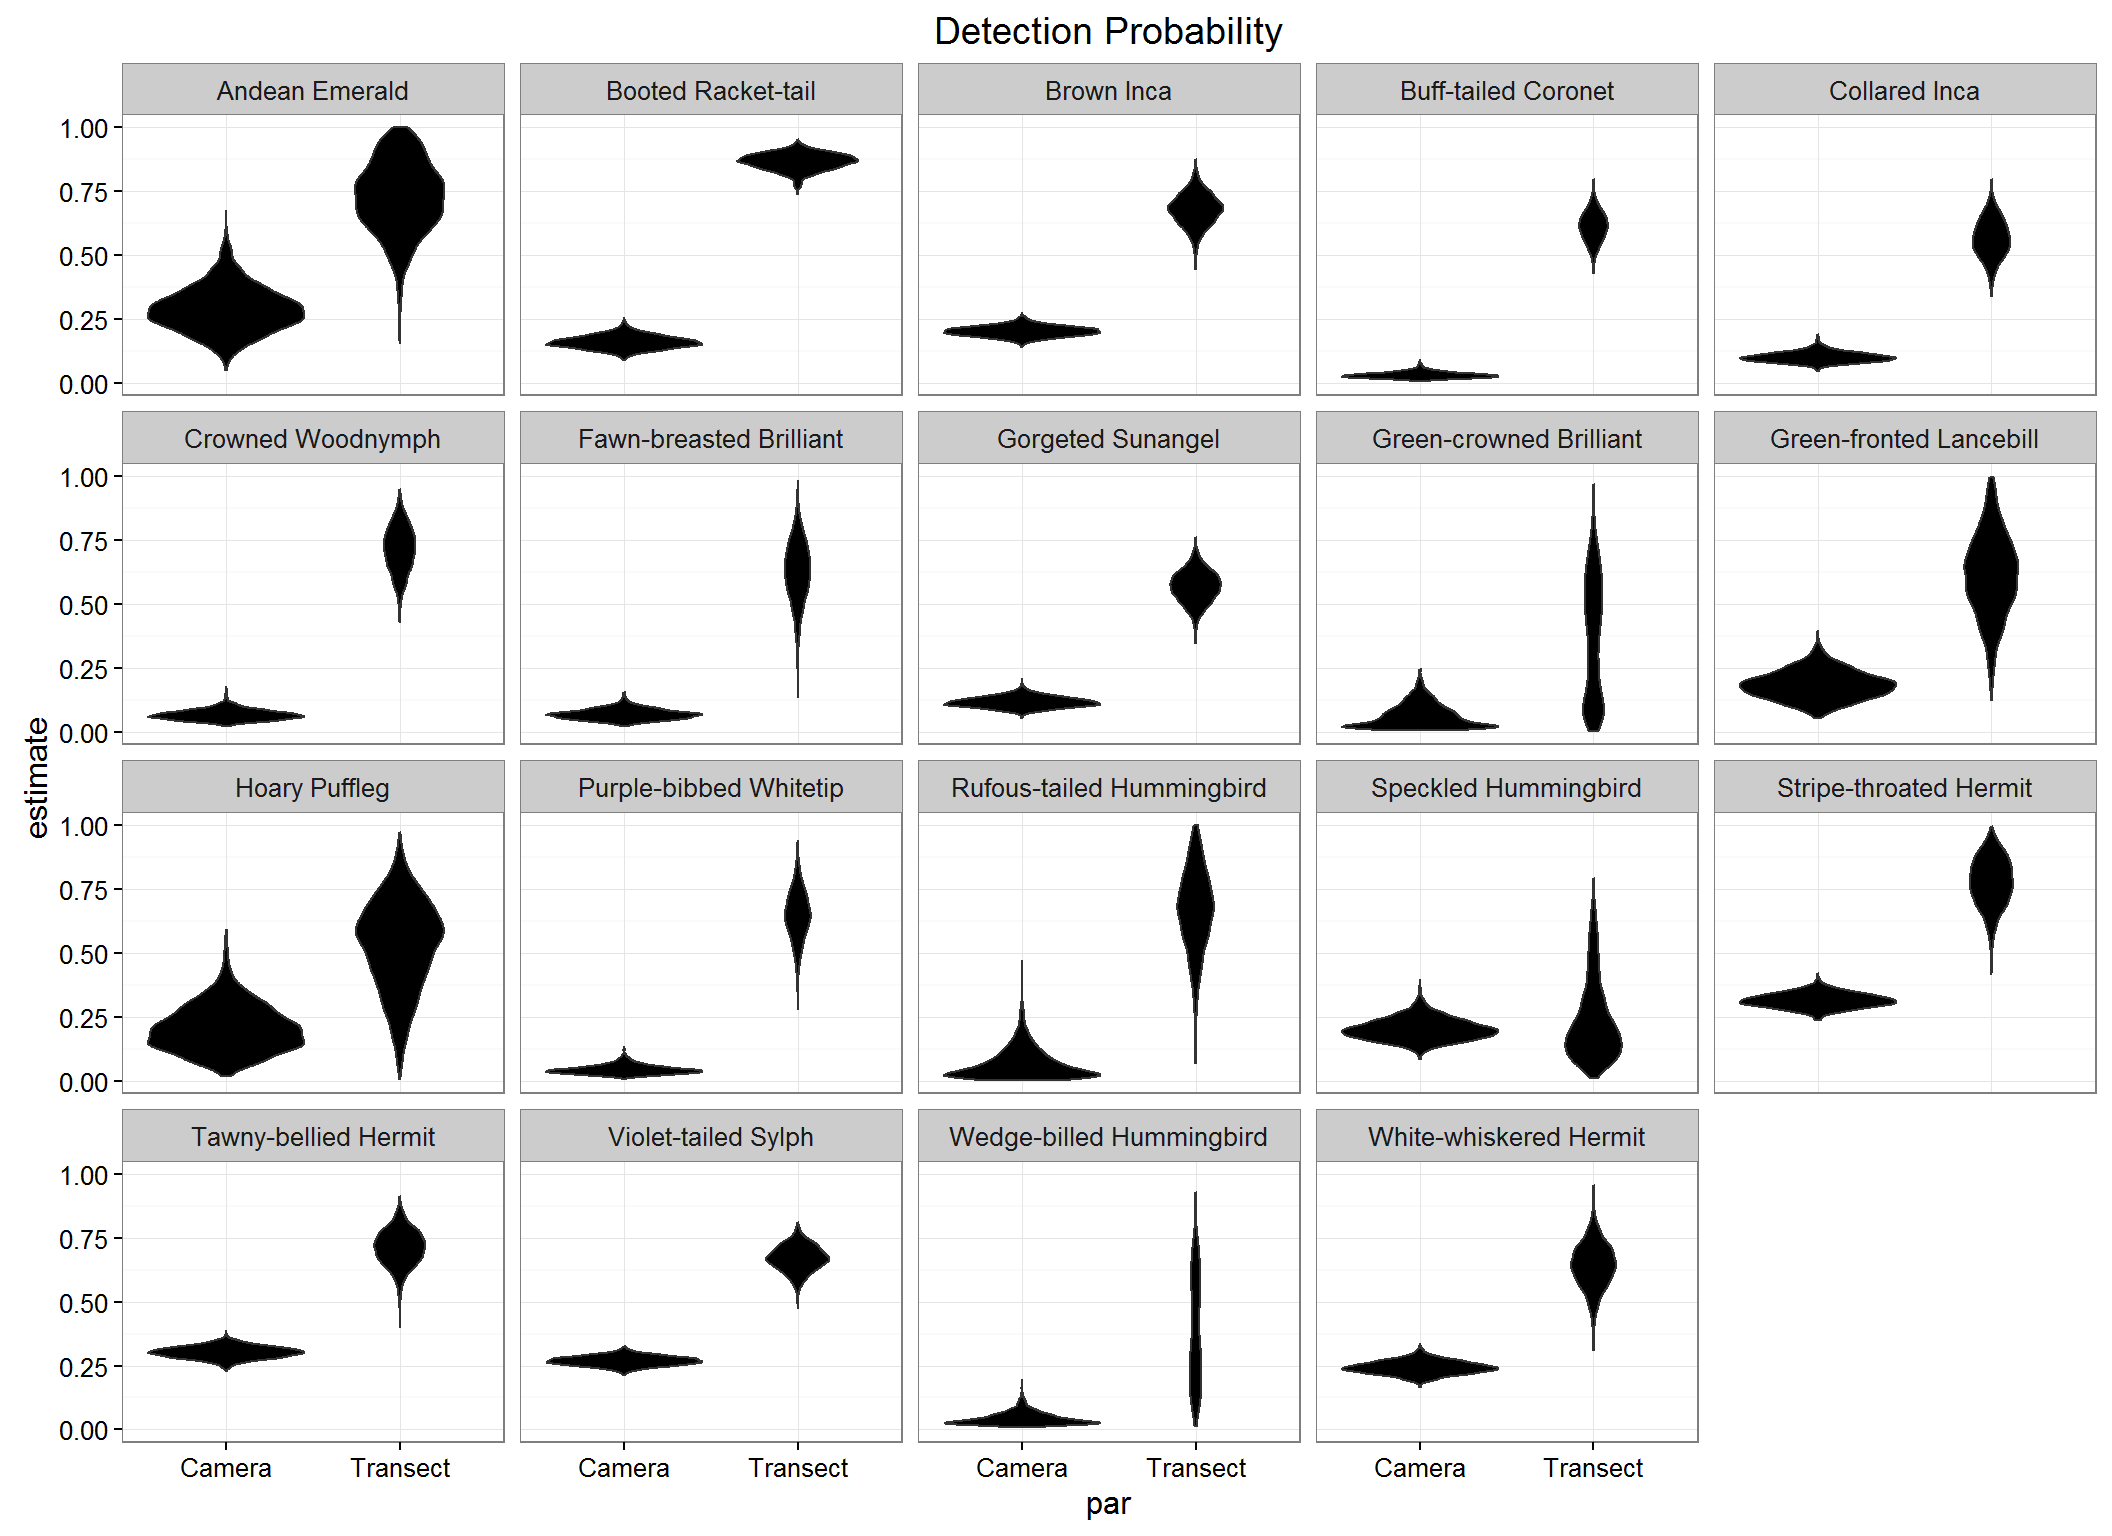 Detection Probability
Andean Emerald Booted Racket-tail Brown Inca Buff-tailed Coronet Collared Inca
1.00
0.75
0.50
0.25
0.00
Crowned Woodnymph Fawn-breasted Brilliant Gorgeted Sunangel Green-crowned Brilliant Green-fronted Lancebill
1.00
0.75
0.50
0.25
0.00
estimate
Hoary Puffleg Purple-bibbed Whitetip Rufous-tailed Hummingbird Speckled Hummingbird Stripe-throated Hermit
1.00
0.75
0.50
0.25
0.00
Tawny-bellied Hermit Violet-tailed Sylph Wedge-billed Hummingbird White-whiskered Hermit
1.00
0.75
0.50
0.25
0.00
Camera Transect Camera Transect Camera Transect Camera Transect
par